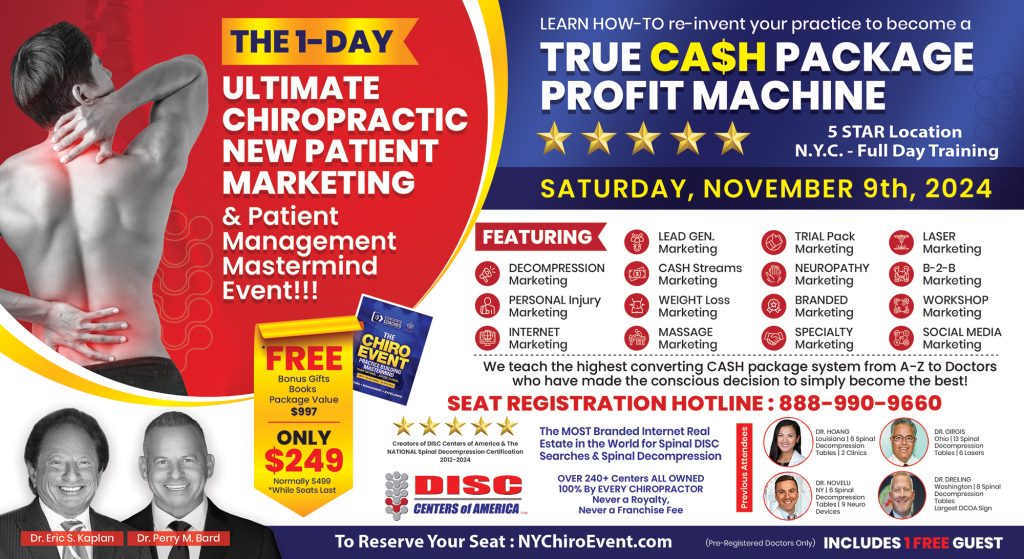 THE 1-DAY
ULTIMATE
CHIROPRACTIC
NEW PATIENT
MARKETING
& Patient
Management
Mastermind
Event!!!
LEARN HOW-TO re-invent your practice to become a
TRUE CA$H PACKAGE
PROFIT MACHINE
5 STAR Location
N.Y.C. - Full Day Training
SATURDAY, NOVEMBER 9th, 2024
FEATURING
DECOMPRESSION
Marketing
PERSONAL Injury
Marketing
INTERNET
Marketing
LEAD GEN.
Marketing
CASH Streams
Marketing
WEIGHT Loss
Marketing
MASSAGE
Marketing
TRIAL Pack
Marketing
NEUROPATHY
Marketing
BRANDED
Marketing
SPECIALTY
Marketing
LASER
Marketing
B-2-B
Marketing
WORKSHOP
Marketing
SOCIAL MEDIA
Marketing
We teach the highest converting CASH package system from A-Z to Doctors
who have made the conscious decision to simply become the best!
SEAT REGISTRATION HOTLINE : 888-990-9660
FREE
Bonus Gifts
Books
Package Value
$997
ONLY
$249
Normally $499
*While Seats Last
THE
CHIRO
EVENT
PRACTICE BUILDING
MASTERMIND
Creators of DISC Centers of America & The
NATIONAL Spinal Decompression Certification
2012-2024
DISC
CENTERS of AMERICA
The MOST Branded Internet Real
Estate in the World for Spinal DISC
Searches & Spinal Decompression
OVER 240+ Centers ALL OWNED
100% By EVERY CHIROPRACTOR
Never a Royalty,
Never a Franchise Fee
Previous Attendees
DR. HOANG
Louisiana | 6 Spinal
Decompression
Tables | 2 Clinics
DR. GIRGIS
Ohio | 13 Spinal
Decompression
Tables | 6 Lasers
DR. NOVELLI
NY | 6 Spinal
Decompression
Tables | 9 Neuro
Devices
DR. DREILING
Washington | 8 Spinal
Decompression
Tables
Largest DCOA Sign
Dr. Eric S. Kaplan
Dr. Perry M. Bard
To Reserve Your Seat : NYChiroEvent.com
(Pre-Registered Doctors Only) INCLUDES 1 FREE GUEST